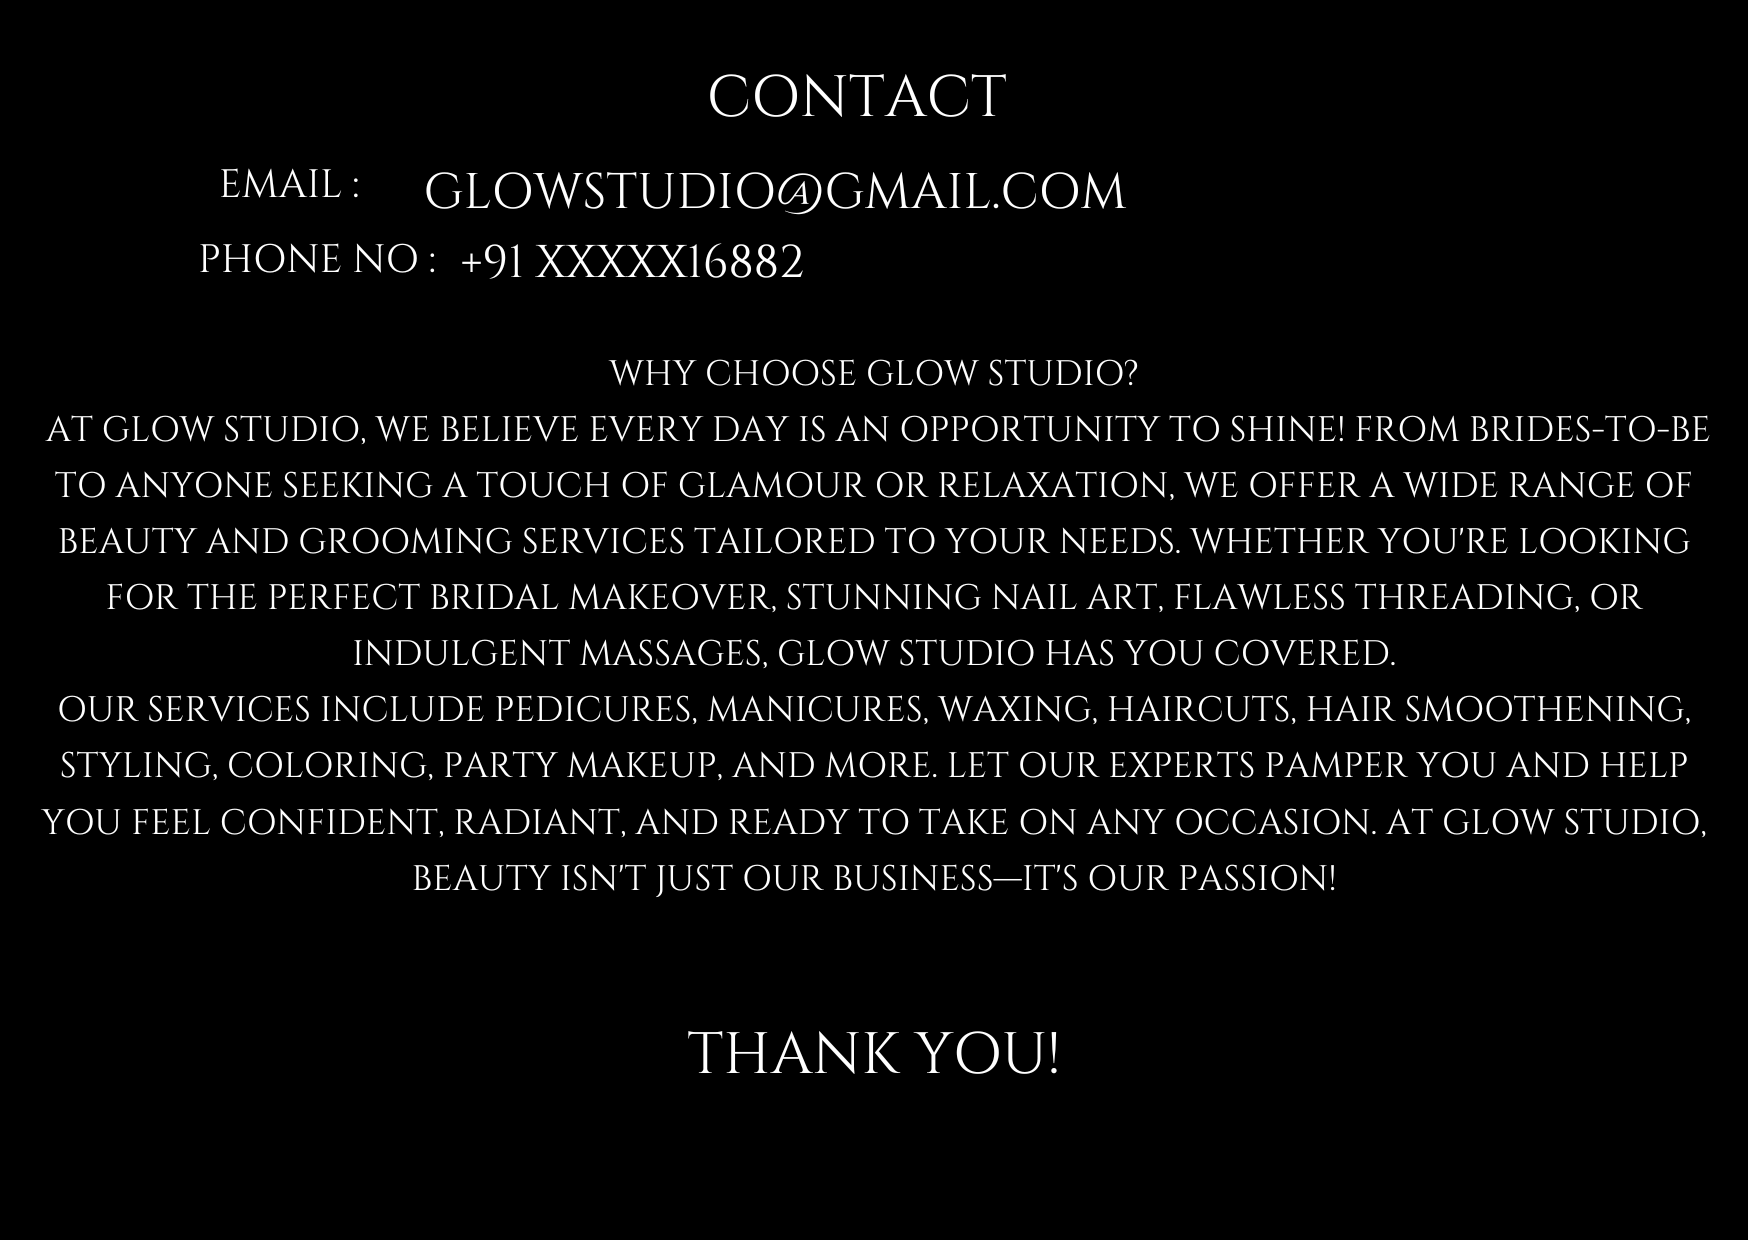 CONTACT
EMAIL : GLOWSTUDIO@GMAIL.COM
PHONE NO : +91 XXXXX16882
WHY CHOOSE GLOW STUDIO?
AT GLOW STUDIO, WE BELIEVE EVERY DAY IS AN OPPORTUNITY TO SHINE! FROM BRIDES-TO-BE
TO ANYONE SEEKING A TOUCH OF GLAMOUR OR RELAXATION, WE OFFER A WIDE RANGE OF
BEAUTY AND GROOMING SERVICES TAILORED TO YOUR NEEDS. WHETHER YOU'RE LOOKING
FOR THE PERFECT BRIDAL MAKEOVER, STUNNING NAIL ART, FLAWLESS THREADING, OR
INDULGENT MASSAGES, GLOW STUDIO HAS YOU COVERED.
OUR SERVICES INCLUDE PEDICURES, MANICURES, WAXING, HAIRCUTS, HAIR SMOOTHENING,
STYLING, COLORING, PARTY MAKEUP, AND MORE. LET OUR EXPERTS PAMPER YOU AND HELP
YOU FEEL CONFIDENT, RADIANT, AND READY TO TAKE ON ANY OCCASION. AT GLOW STUDIO,
BEAUTY ISN'T JUST OUR BUSINESS—IT'S OUR PASSION!
THANK YOU!